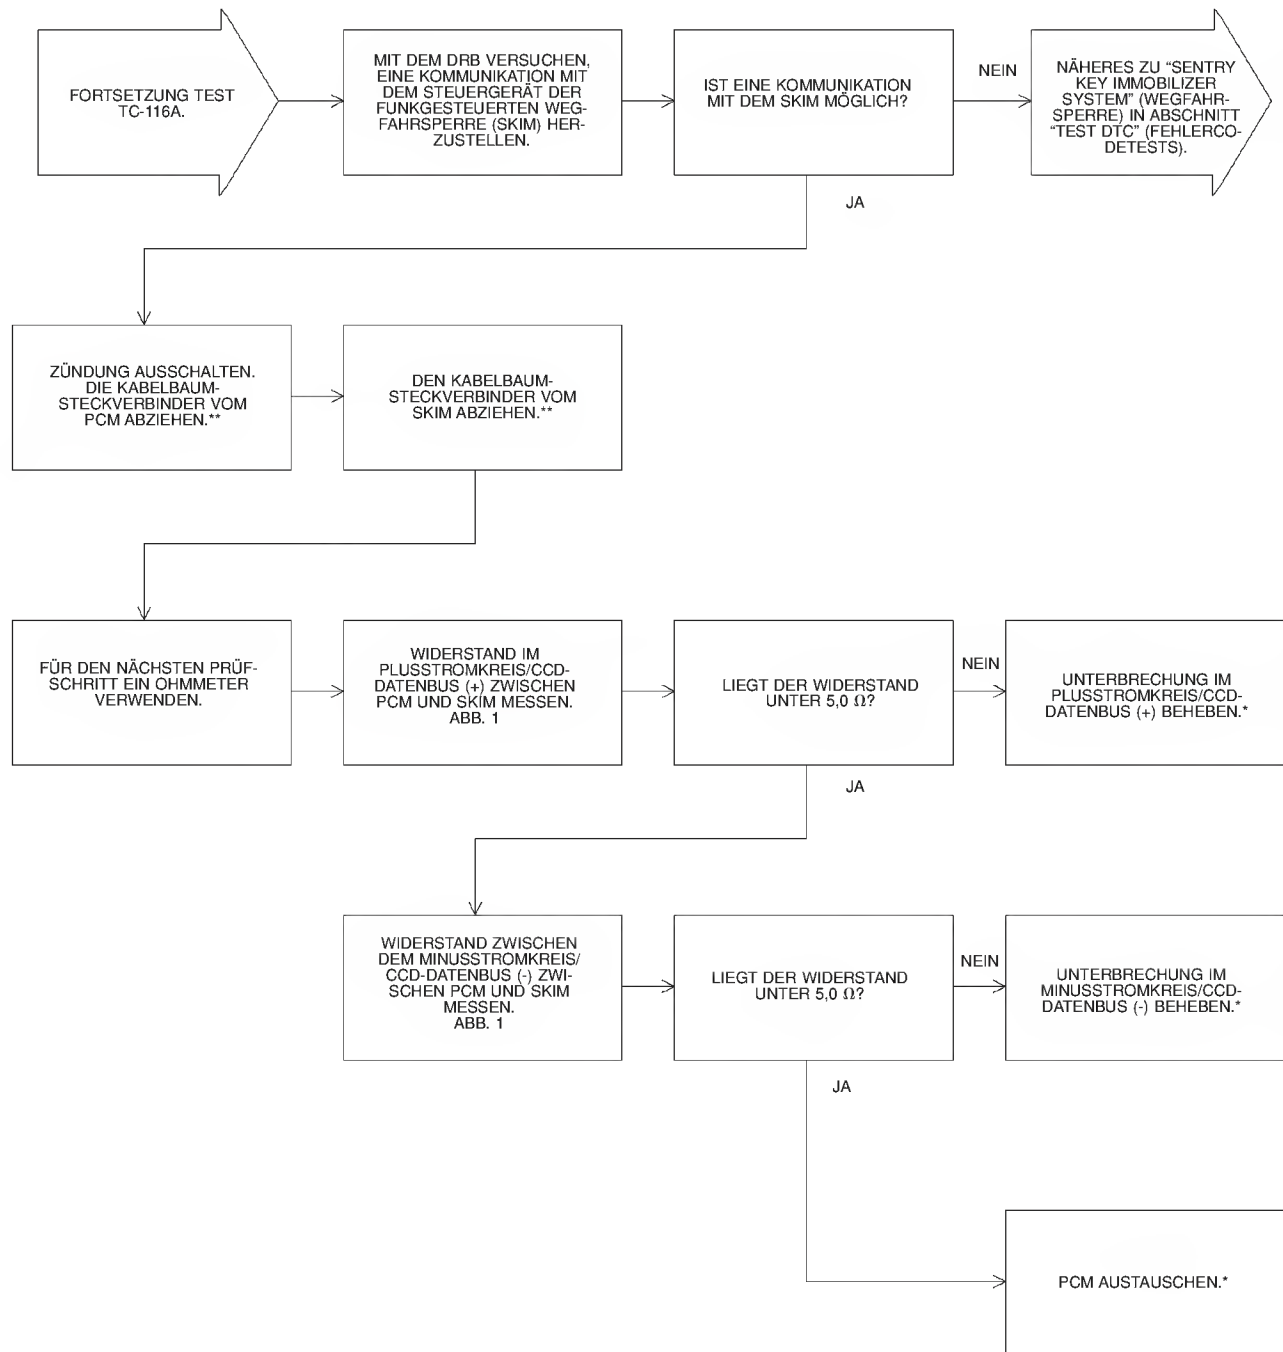 FORTSETZUNG TEST
TC-116A.
MIT DEM DRB VERSUCHEN,
EINE KOMMUNIKATION MIT
DEM STEUERGERÄT DER
FUNKGESTEUERTEN WEG-
FAHRSPERRE (SKIM) HER-
ZUSTELLEN.
IST EINE KOMMUNIKATION
MIT DEM SKIM MÖGLICH?
NEIN
NÄHERES ZU “SENTRY
KEY IMMOBILIZER
SYSTEM” (WEGFAHR-
SPERRE) IN ABSCHNITT
“TEST DTC” (FEHLERCO-
DETESTS).
JA
ZÜNDUNG AUSSCHALTEN.
DIE KABELBAUM-
STECKVERBINDER VOM
PCM ABZIEHEN.**
DEN KABELBAUM-
STECKVERBINDER VOM
SKIM ABZIEHEN.**
FÜR DEN NÄCHSTEN PRÜF-
SCHRITT EIN OHMMETER
VERWENDEN.
WIDERSTAND IM
PLUSSTROMKREIS/CCD-
DATENBUS (+) ZWISCHEN
PCM UND SKIM MESSEN.
ABB. 1
LIEGT DER WIDERSTAND
UNTER 5,0 Ω?
NEIN
UNTERBRECHUNG IM
PLUSSTROMKREIS/CCD-
DATENBUS (+) BEHEBEN.*
JA
WIDERSTAND ZWISCHEN
DEM MINUSSTROMKREIS/
CCD-DATENBUS (-) ZWI-
SCHEN PCM UND SKIM
MESSEN.
ABB. 1
LIEGT DER WIDERSTAND
UNTER 5,0 Ω?
NEIN
UNTERBRECHUNG IM
MINUSSTROMKREIS/CCD-
DATENBUS (-) BEHEBEN.*
JA
PCM AUSTAUSCHEN.*